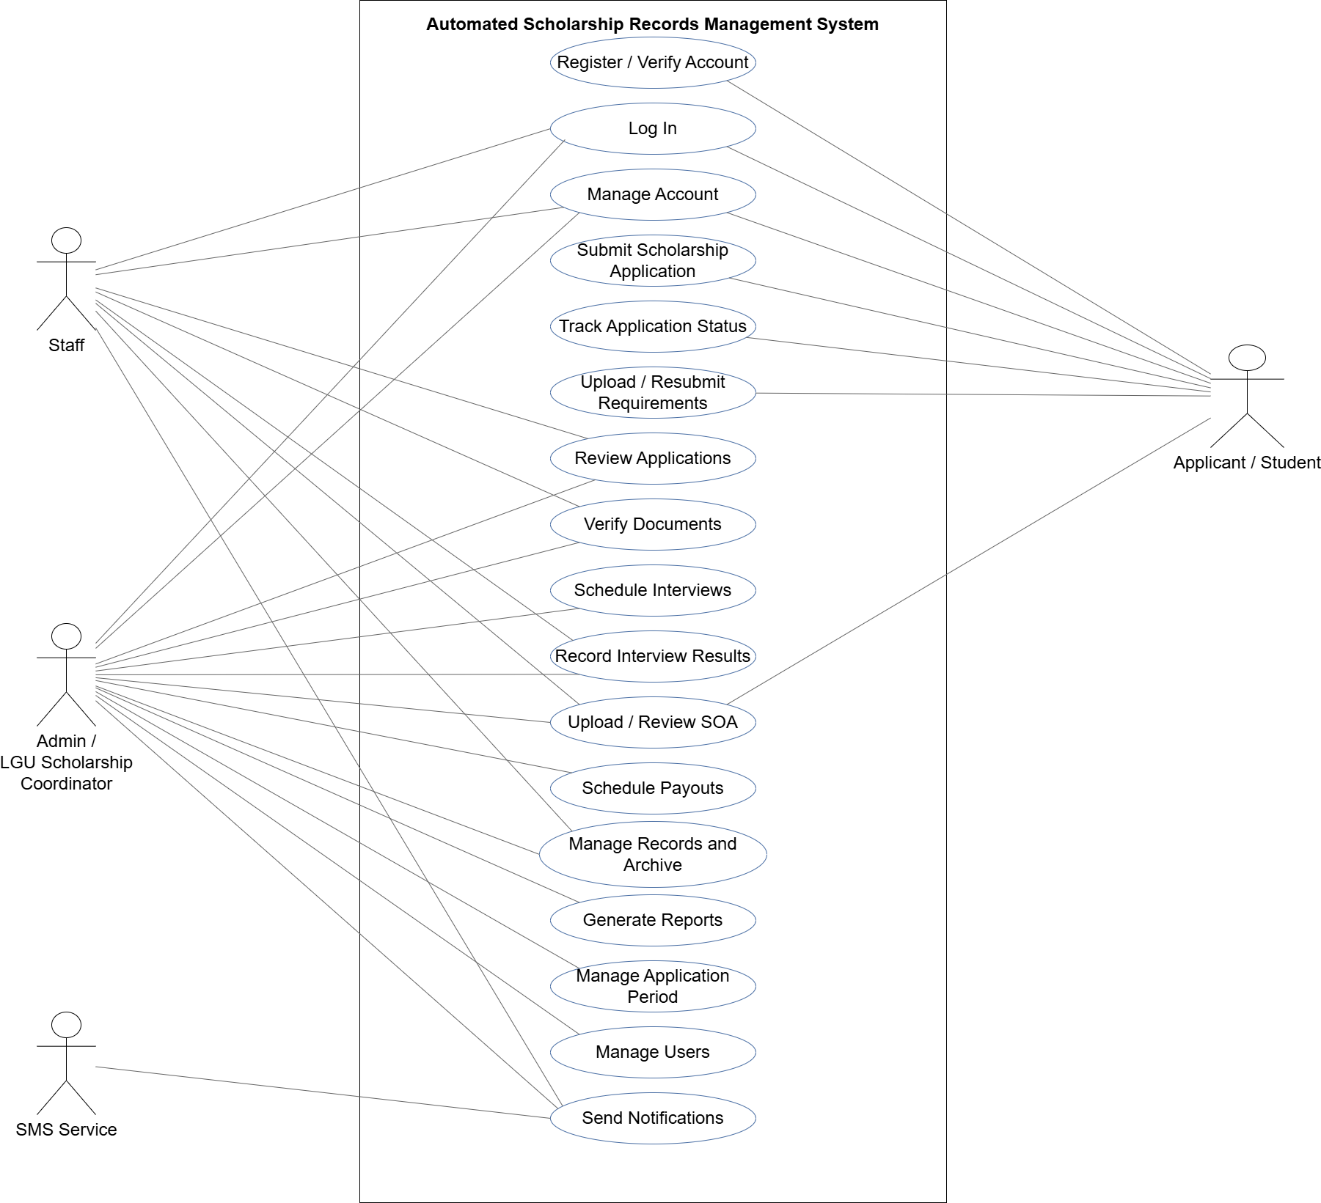 Automated Scholarship Records Management System
Register / Verify Account
Log In
Manage Account
Submit Scholarship
Application
Track Application Status
Upload / Resubmit
Requirements
Review Applications
Verify Documents
Schedule Interviews
Record Interview Results
Upload / Review SOA
Schedule Payouts
Manage Records and
Archive
Generate Reports
Manage Application
Period
Manage Users
Send Notifications
Staff
Admin /
LGU Scholarship
Coordinator
SMS Service
Applicant / Student